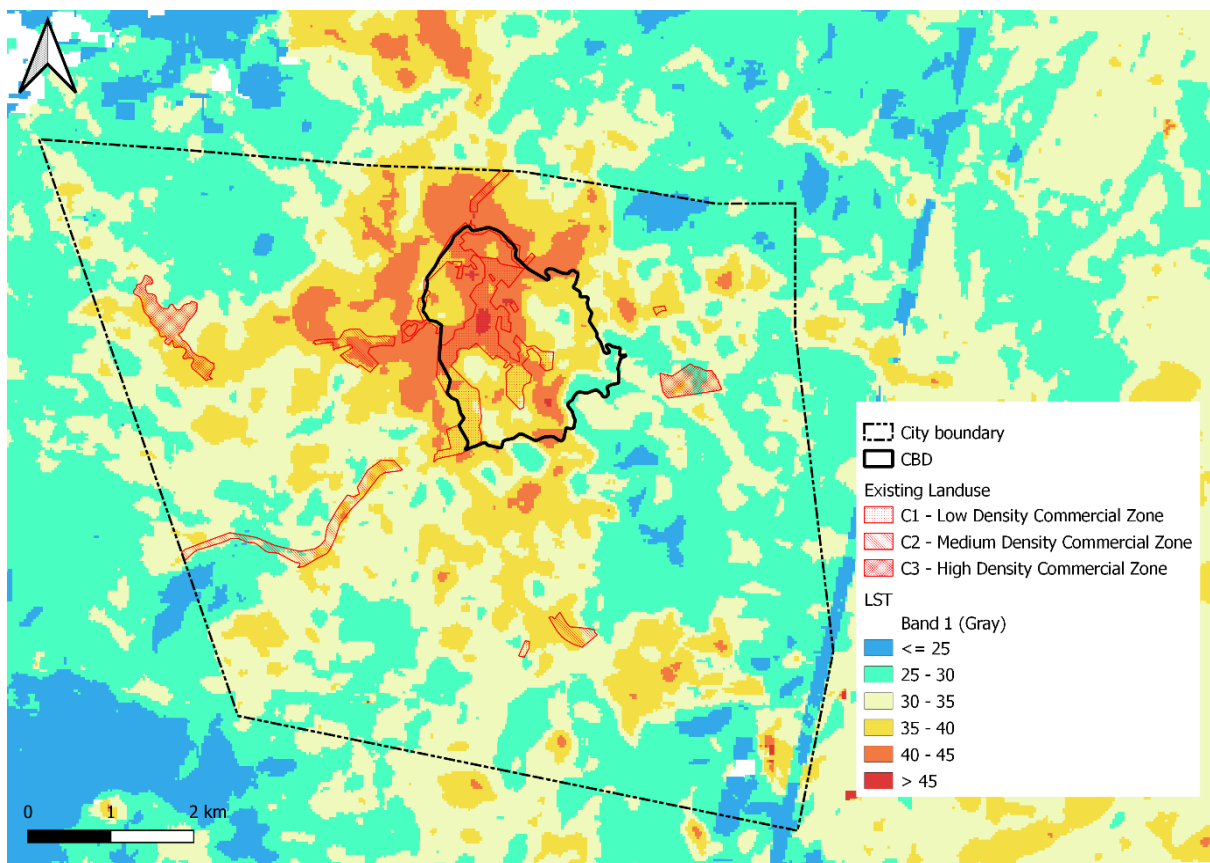 City boundary
CBD
Existing Landuse
C1 - Low Density Commercial Zone
C2 - Medium Density Commercial Zone
C3 - High Density Commercial Zone
LST
Band 1 (Gray)
<= 25
25 - 30
30 - 35
35 - 40
40 - 45
> 45
0 1 2 km